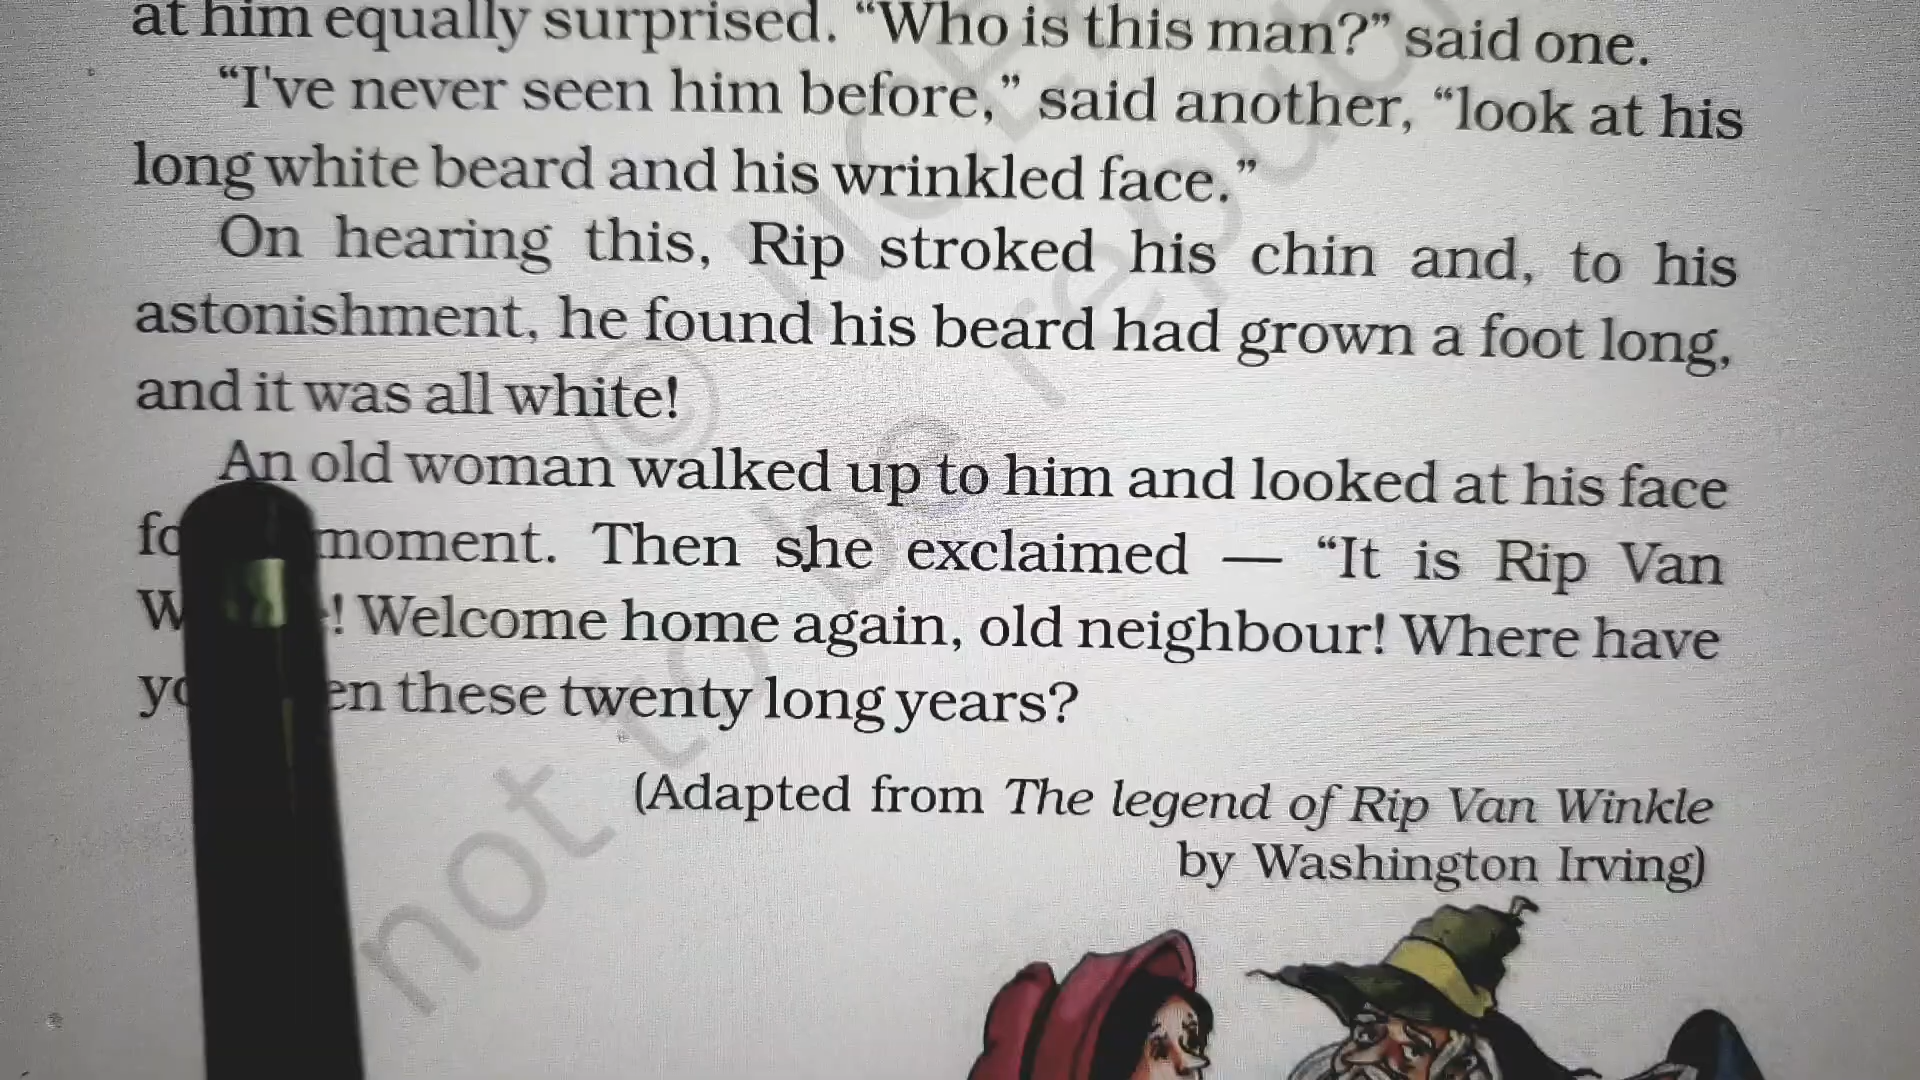 at him equally surprised. “Who is this man?” said one.
“I've never seen him before,” said another, “look at his
long white beard and his wrinkled face.”
On hearing this, Rip stroked his chin and, to his
astonishment, he found his beard had grown a foot long,
and it was all white!
An old woman walked up to him and looked at his face
moment. Then she exclaimed — “It is Rip Van
! Welcome home again, old neighbour! Where have
these twenty long years?
(Adapted from The legend of Rip Van Winkle
by Washington Irving)
not to be